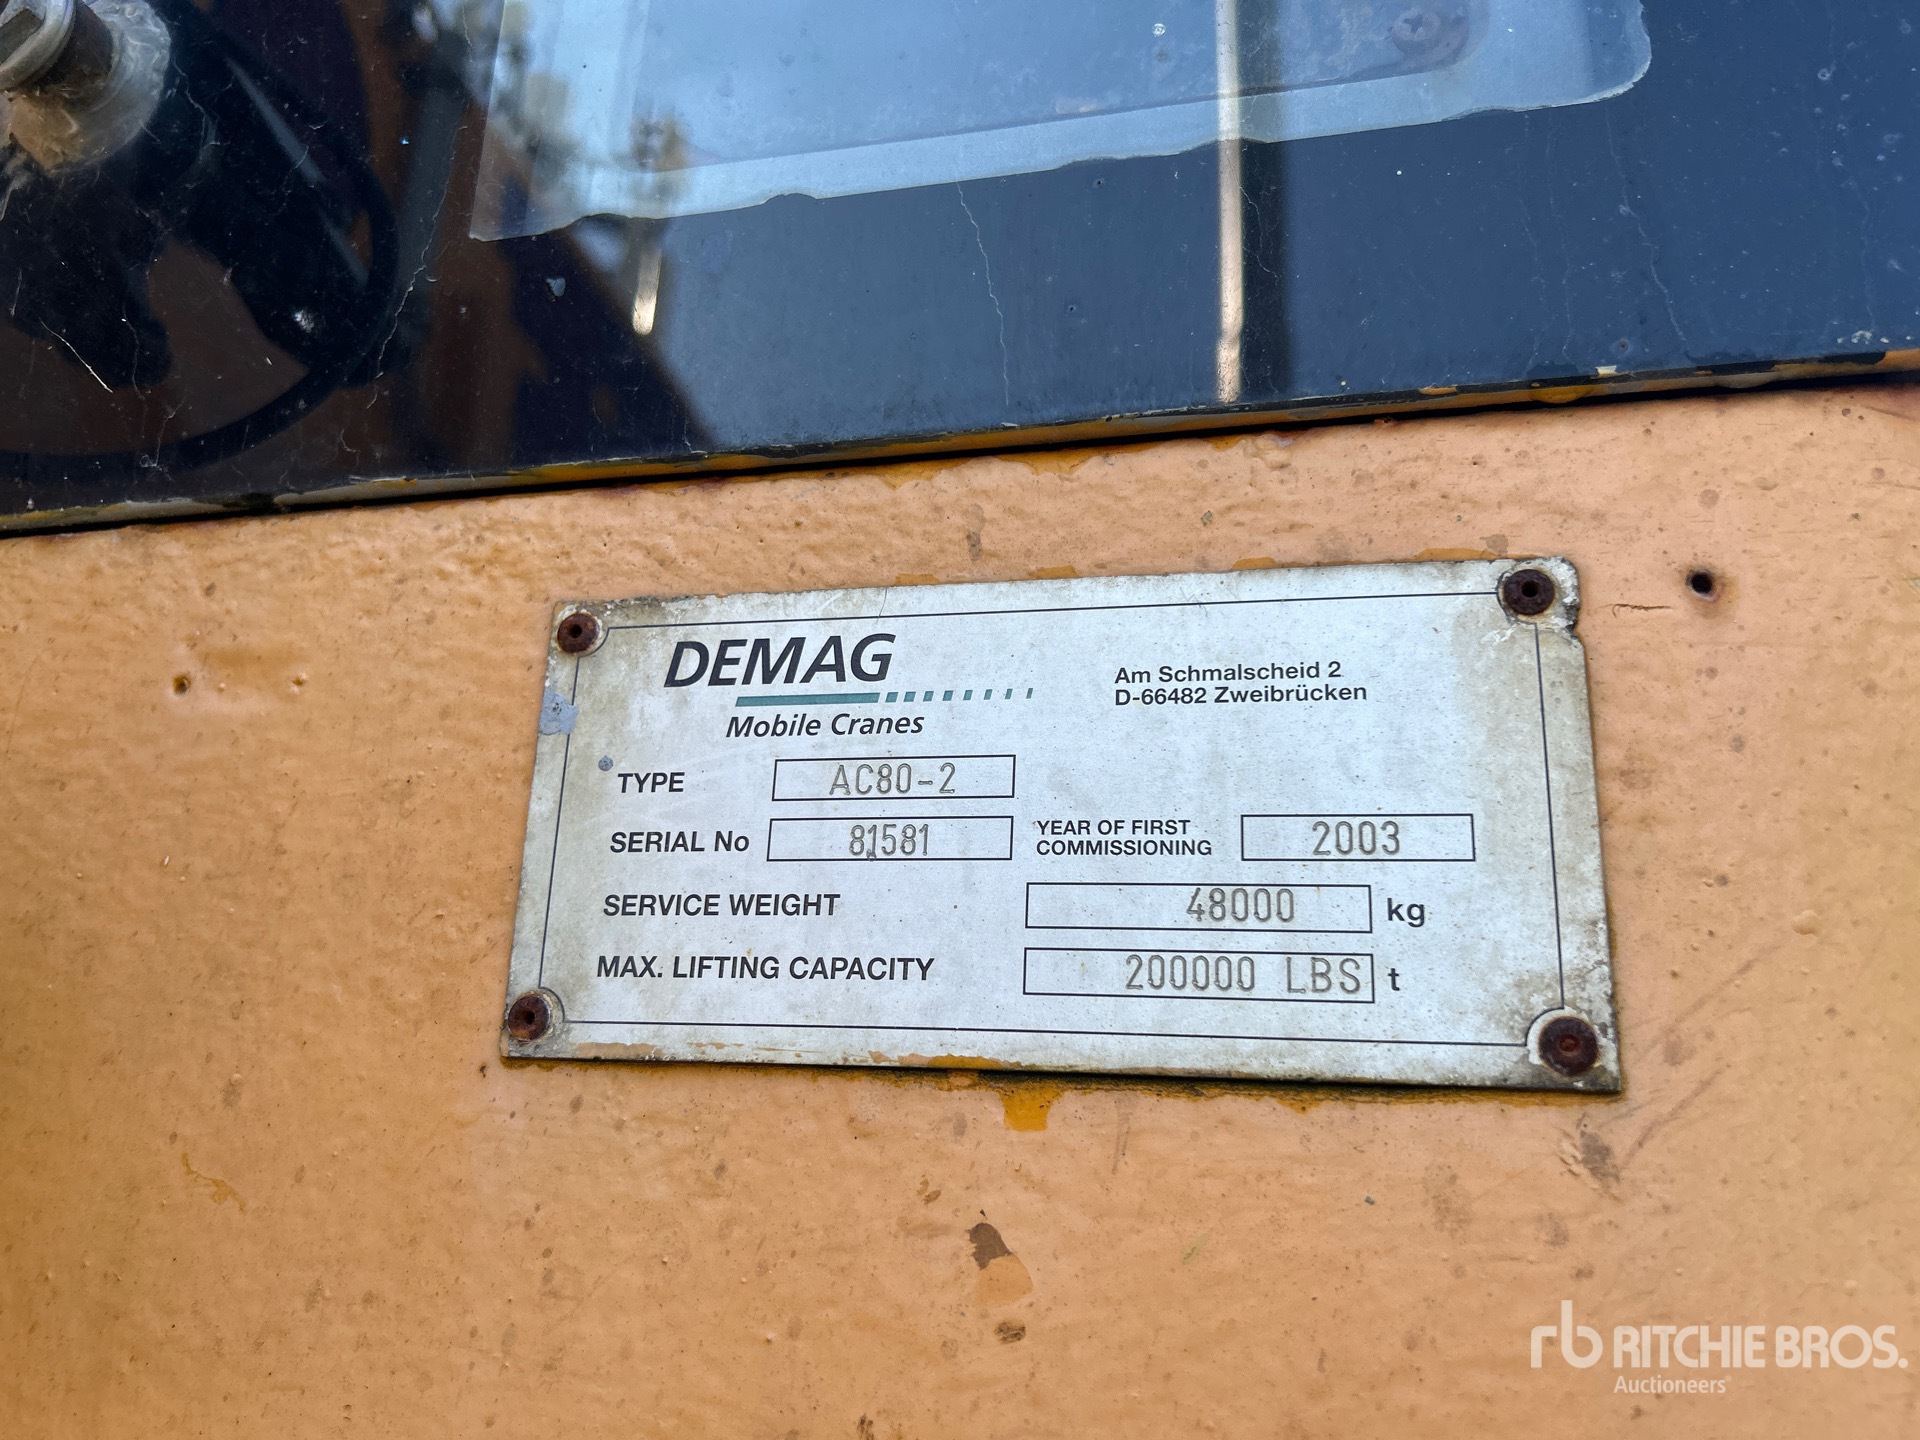 DEMAG
Mobile Cranes
Am Schmalscheid 2
D-66482 Zweibrücken
TYPE AC80-2
SERIAL No 81581 YEAR OF FIRST COMMISSIONING 2003
SERVICE WEIGHT 48000 kg
MAX. LIFTING CAPACITY 200000 LBS t
rb RITCHIE BROS.
Auctioneers